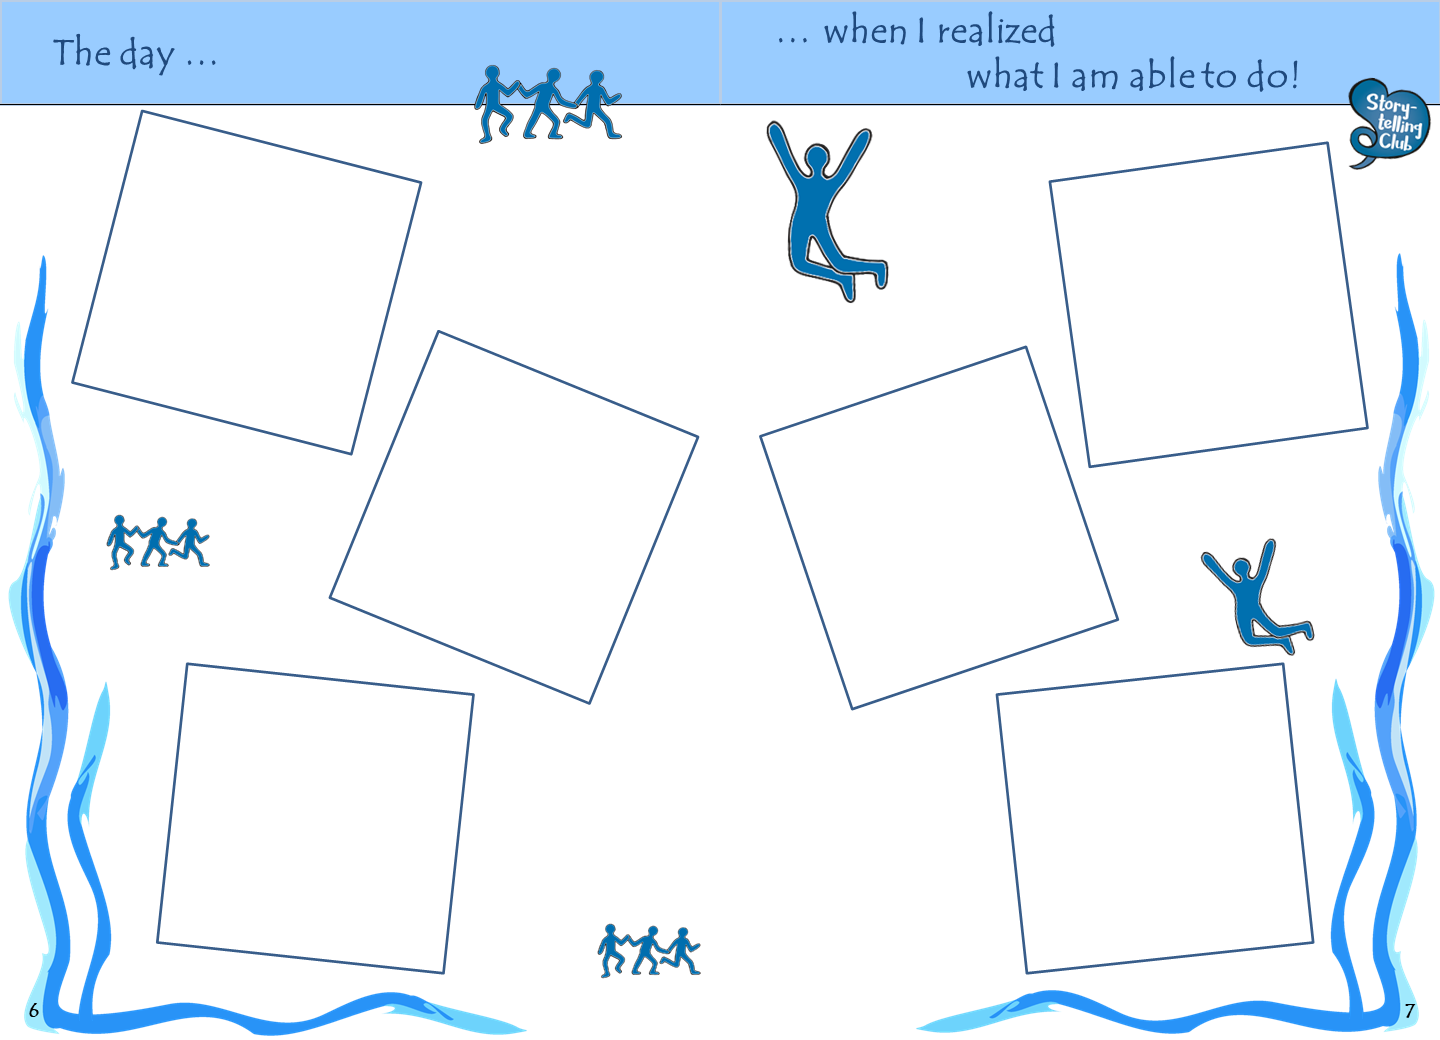 The day …
… when I realized
what I am able to do!
Story-
telling
Club
6
7